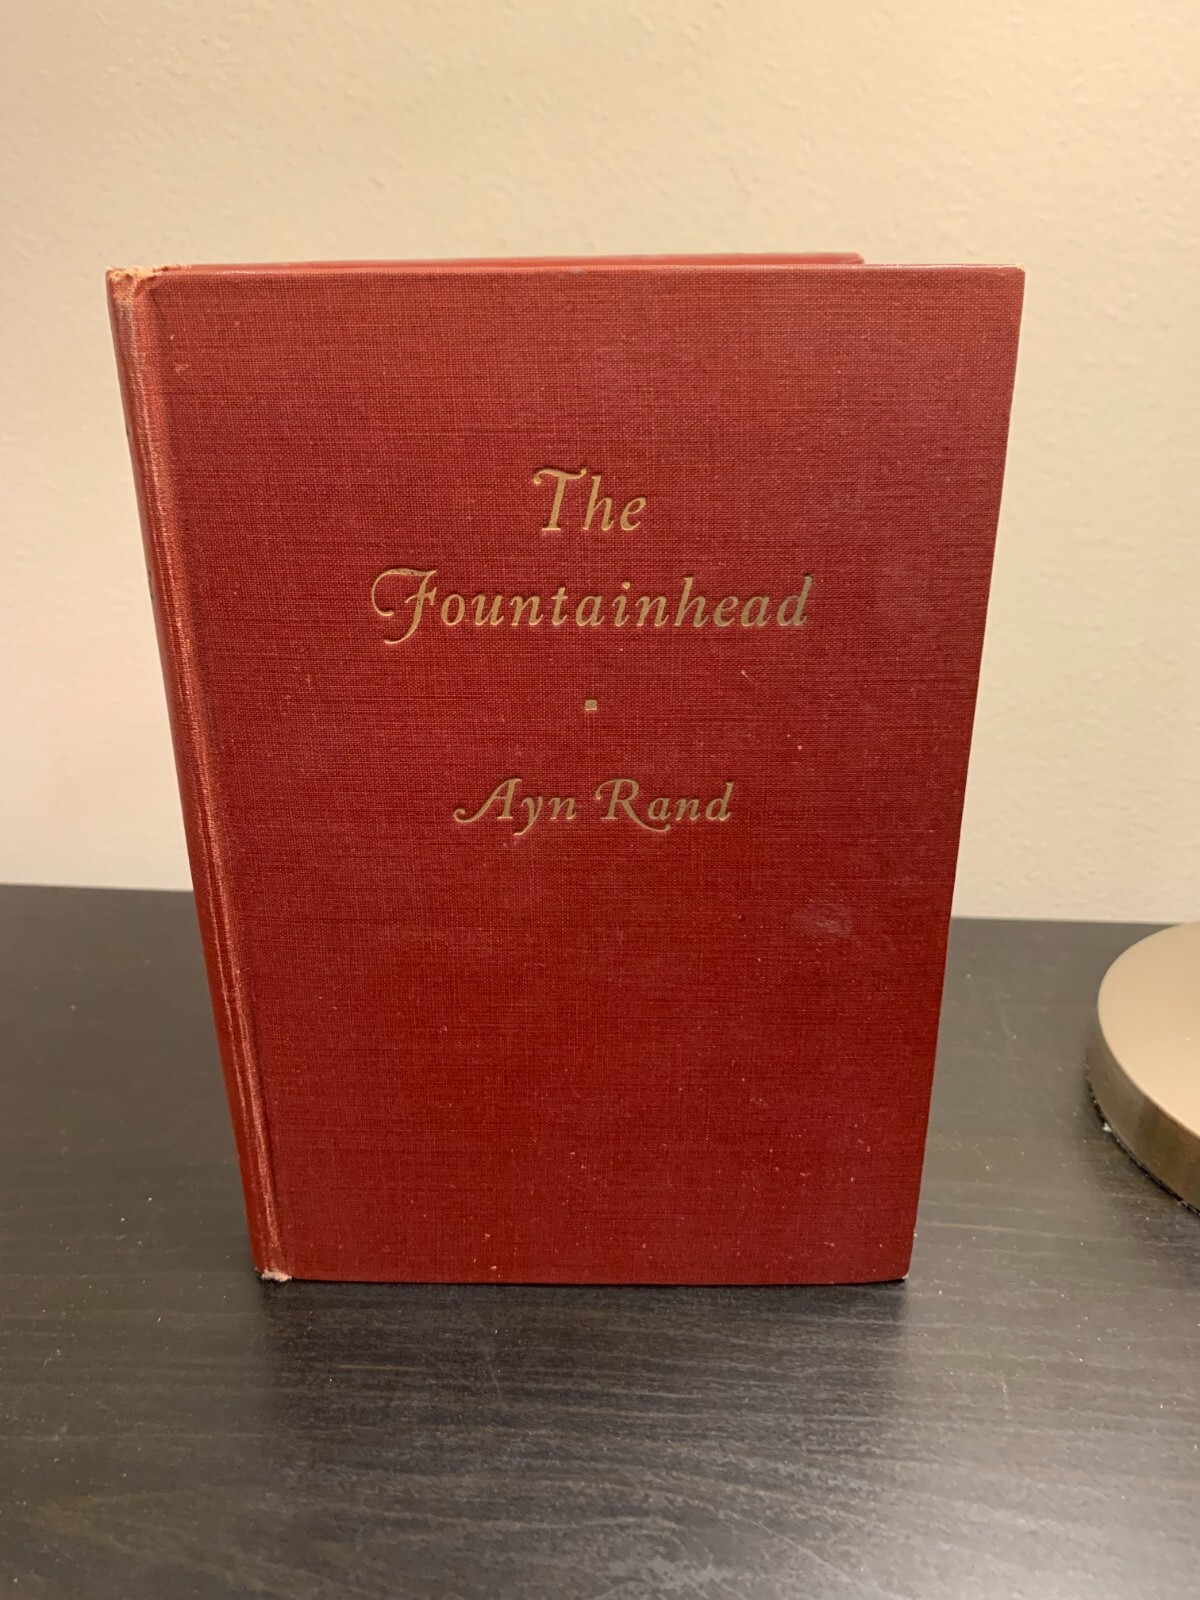 The
Fountainhead
Ayn Rand